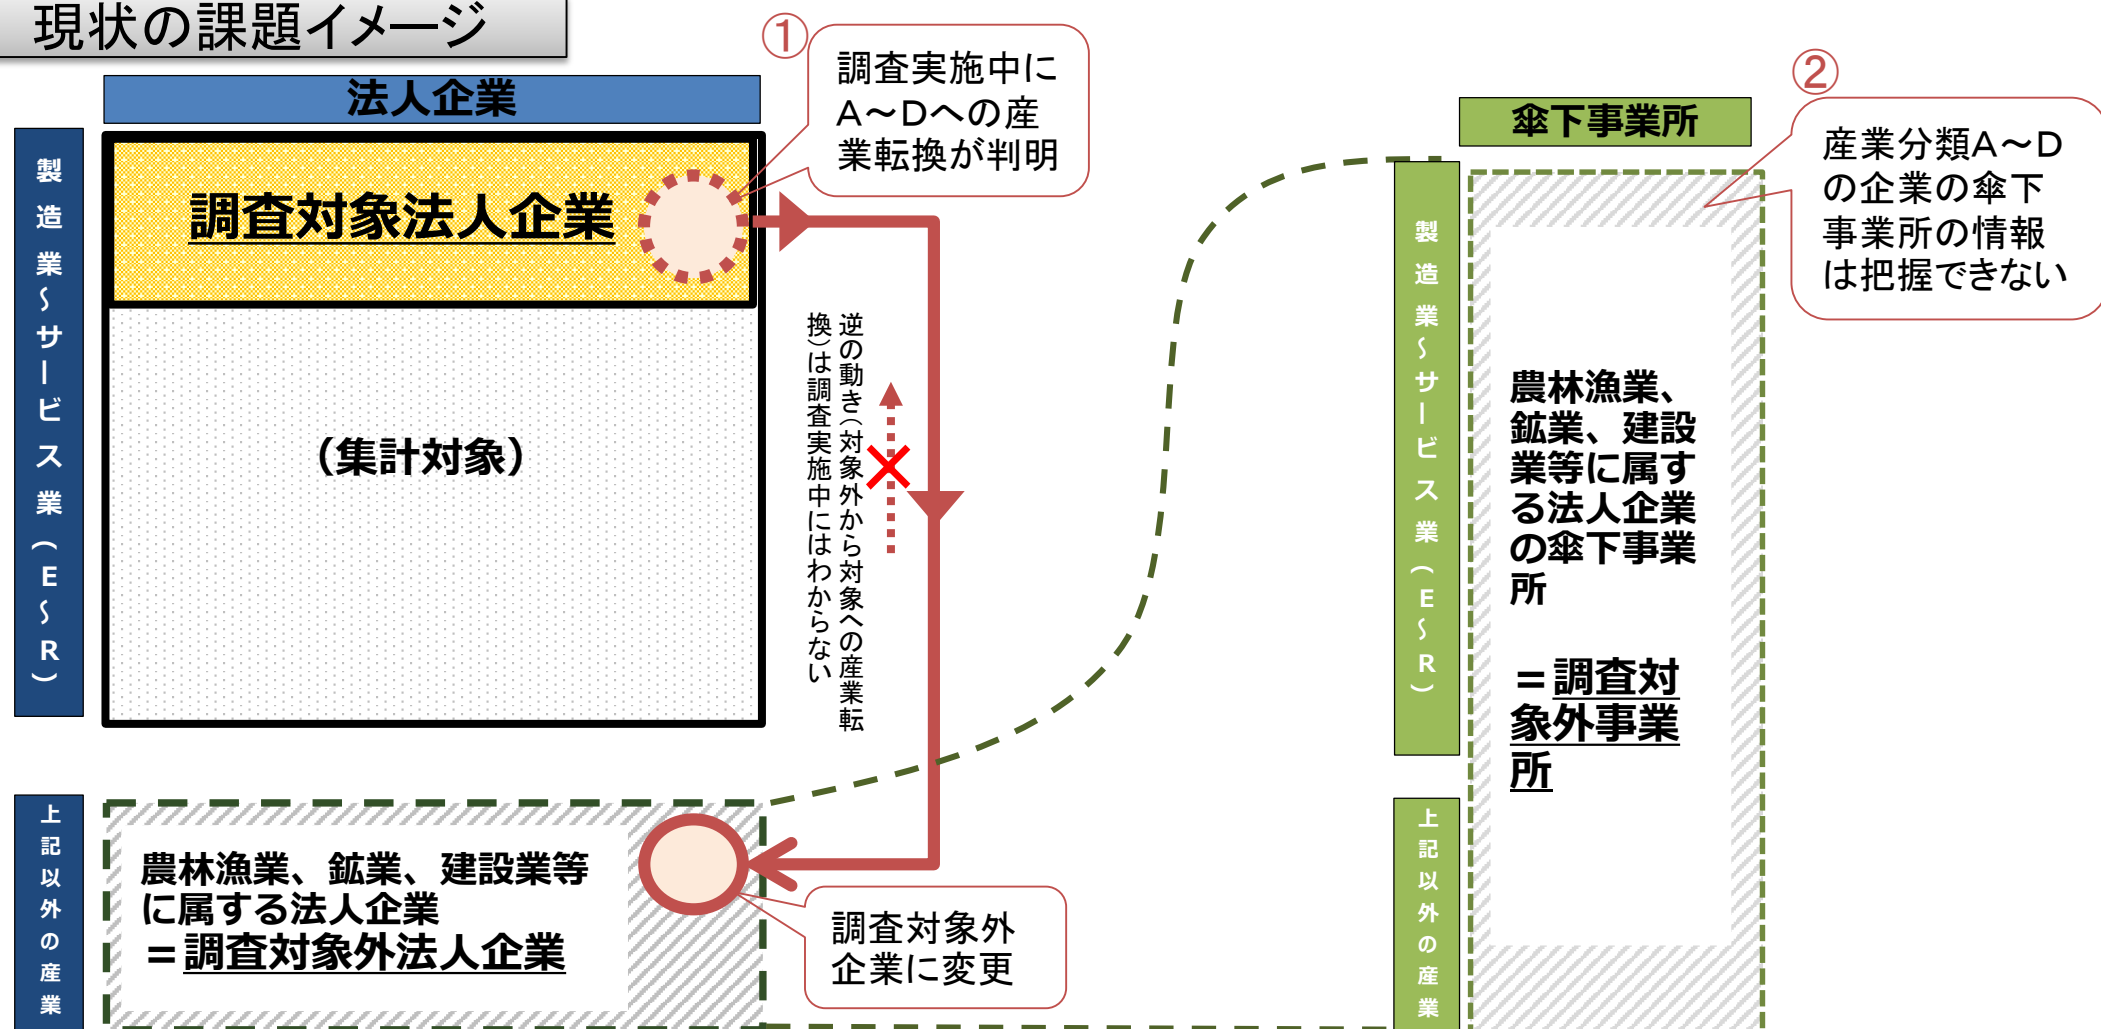 現状の課題イメージ
法人企業
製造業～サービス業（E～R）
調査対象法人企業
（集計対象）
①
調査実施中に
A～Dへの産
業転換が判明
逆の動き（対象外から対象への産業転
換）は調査実施中にはわからない
上記以外の産業
農林漁業、鉱業、建設業等
に属する法人企業
＝調査対象外法人企業
調査対象外
企業に変更
傘下事業所
②
産業分類A～D
の企業の傘下
事業所の情報
は把握できない
製造業～サービス業（E～R）
農林漁業、
鉱業、建設
業等に属す
る法人企業
の傘下事業
所
＝調査対
象外事業
所
上記以外の産業